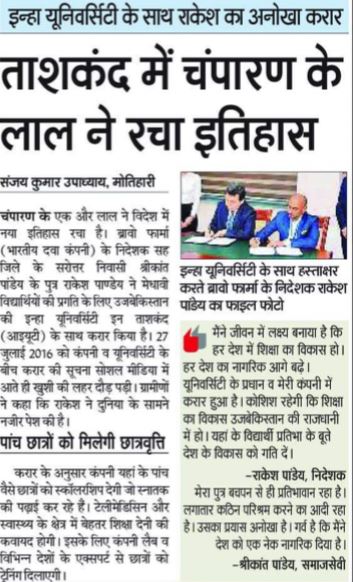 इन्हा यूनिवर्सिटी के साथ राकेश का अनोखा करार
ताशकंद में चंपारण के
लाल ने रचा इतिहास
संजय कुमार उपाध्याय, मोतिहारी
चंपारण के एक और लाल ने विदेश में
नया इतिहास रचा है। ब्रावो फार्मा
(भारतीय दवा कंपनी) के निदेशक सह
जिले के सरोत्तर निवासी श्रीकांत
पांडेय के पुत्र राकेश पाण्डेय ने मेधावी
विद्यार्थियों की प्रगति के लिए उजबेकिस्तान
की इन्हा यूनिवर्सिटी इन ताशकंद
(आइयूटी) के साथ करार किया है। 27
जुलाई 2016 को कंपनी व यूनिवर्सिटी के
बीच करार की सूचना सोशल मीडिया में
आते ही खुशी की लहर दौड़ पड़ी। ग्रामीणों
ने कहा कि राकेश ने दुनिया के सामने
नजीर पेश की है।
पांच छात्रों को मिलेगी छात्रवृत्ति
करार के अनुसार कंपनी यहां के पांच
वैसे छात्रों को स्कॉलरशिप देगी जो स्नातक
की पढ़ाई कर रहे हैं। टेलीमेडिसिन और
स्वास्थ्य के क्षेत्र में बेहतर शिक्षा देनी की
कवायद होगी। इसके लिए कंपनी लैब व
विभिन्न देशों के एक्सपर्ट से छात्रों को
ट्रेनिंग दिलाएगी।
इन्हा यूनिवर्सिटी के साथ हस्ताक्षर
करते ब्रावो फार्मा के निदेशक राकेश
पांडेय का फाइल फोटो
मैंने जीवन में लक्ष्य बनाया है कि
हर देश में शिक्षा का विकास हो।
हर देश का नागरिक आगे बढ़े।
यूनिवर्सिटी के प्रधान व मेरी कंपनी में
करार हुआ है। कोशिश रहेगी कि शिक्षा
का विकास उजबेकिस्तान की राजधानी
में हो। यहां के विद्यार्थी प्रतिभा के बूते
देश के विकास को गति दें।
–राकेश पांडेय, निदेशक
मेरा पुत्र बचपन से ही प्रतिभावान रहा है।
लगातार कठिन परिश्रम करने का आदी रहा
है। उसका प्रयास अनोखा है। गर्व है कि मैंने
देश को एक नेक नागरिक दिया है।
–श्रीकांत पांडेय, समाजसेवी